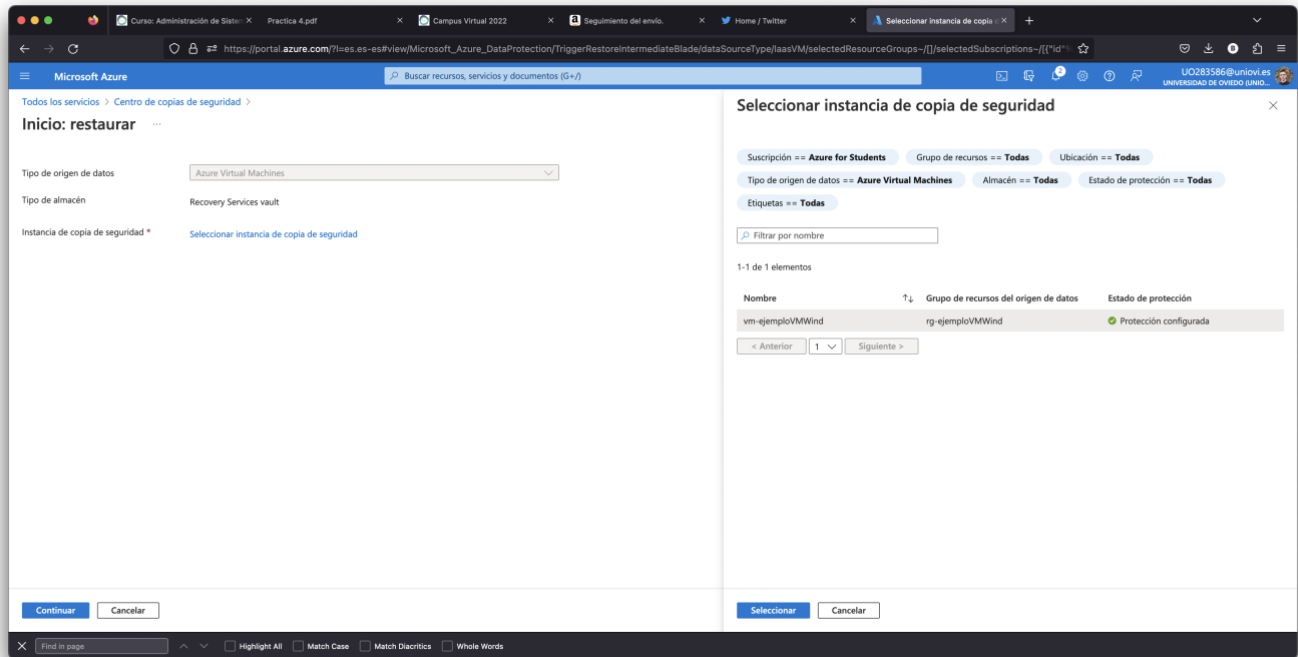 Curso: Administración de Sistem
Practica 4.pdf
Campus Virtual 2022
Seguimiento del envío.
Home / Twitter
Seleccionar instancia de copia
https://portal.azure.com/?l=es.es-es#view/Microsoft_Azure_DataProtection/TriggerRestoreIntermediateBlade/dataSourceType/IaasVM/selectedResourceGroups~/[]/selectedSubscriptions~/[{"id"
Microsoft Azure
Buscar recursos, servicios y documentos (G+/)
2
UO283586@uniovi.es
UNIVERSIDAD DE OVIEDO (UNIO...
Todos los servicios > Centro de copias de seguridad >
Inicio: restaurar ...
Tipo de origen de datos
Azure Virtual Machines
Tipo de almacén
Recovery Services vault
Instancia de copia de seguridad *
Seleccionar instancia de copia de seguridad
Continuar
Cancelar
Seleccionar instancia de copia de seguridad
Suscripción == Azure for Students
Grupo de recursos == Todas
Ubicación == Todas
Tipo de origen de datos == Azure Virtual Machines
Almacén == Todas
Estado de protección == Todas
Etiquetas == Todas
Filtrar por nombre
1-1 de 1 elementos
Nombre
Grupo de recursos del origen de datos
Estado de protección
vm-ejemploVMWind
rg-ejemploVMWind
Protección configurada
< Anterior
1
Siguiente >
Seleccionar
Cancelar
Find in page
Highlight All
Match Case
Match Diacritics
Whole Words